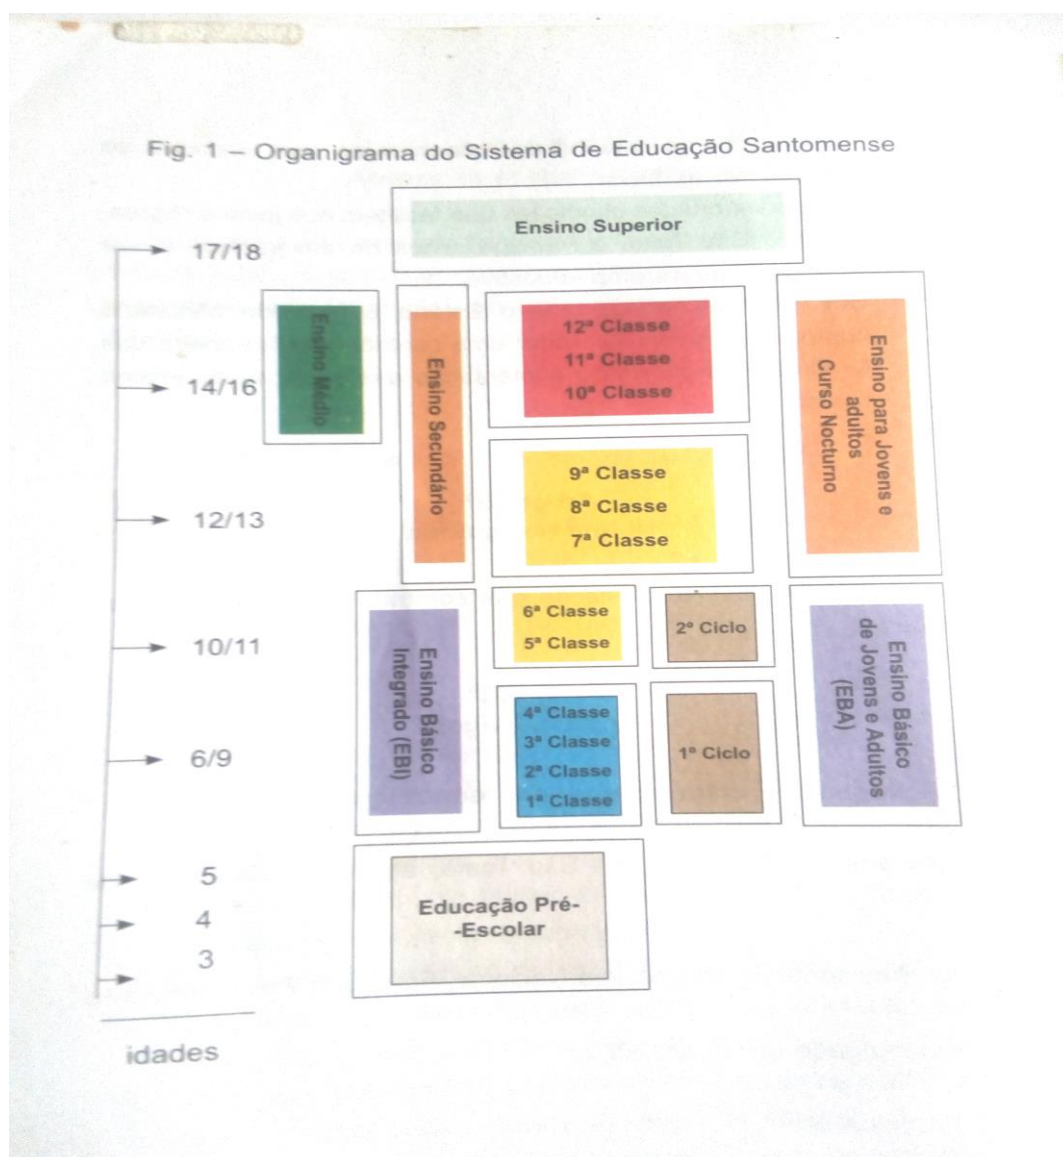 Fig. 1 – Organigrama do Sistema de Educação Santomense
Ensino Superior
17/18
Ensino Médio
Ensino Secundário
12ª Classe
11ª Classe
10ª Classe
Ensino para Jovens e
adultos
Curso Nocturno
14/16
9ª Classe
8ª Classe
7ª Classe
12/13
Ensino Básico
Integrado (EBI)
6ª Classe
5ª Classe
2º Ciclo
Ensino Básico
de Jovens e Adultos
(EBA)
10/11
4ª Classe
3ª Classe
2ª Classe
1ª Classe
1º Ciclo
6/9
5
4
3
Educação Pré-
-Escolar
idades